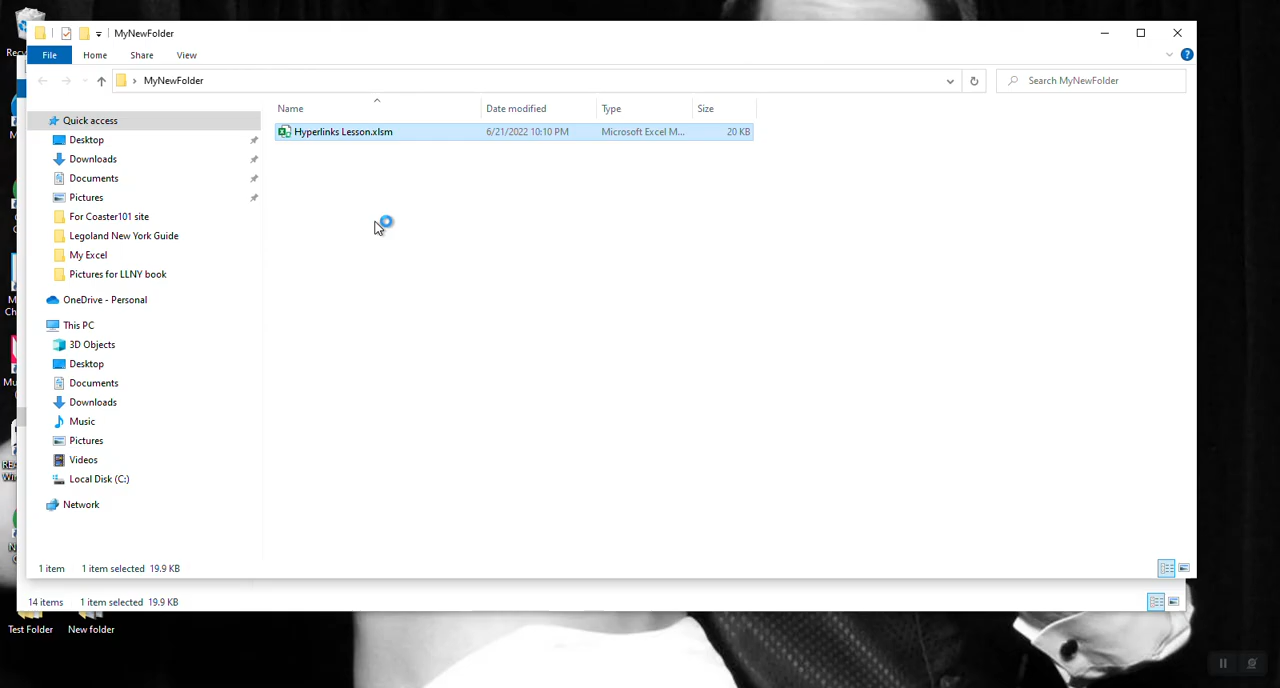 MyNewFolder
File Home Share View
MyNewFolder
Search MyNewFolder
Name Date modified Type Size
Hyperlinks Lesson.xlsm 6/21/2022 10:10 PM Microsoft Excel M... 20 KB
Quick access
Desktop
Downloads
Documents
Pictures
For Coaster101 site
Legoland New York Guide
My Excel
Pictures for LLNY book
OneDrive - Personal
This PC
3D Objects
Desktop
Documents
Downloads
Music
Pictures
Videos
Local Disk (C:)
Network
1 item 1 item selected 19.9 KB
14 items 1 item selected 19.9 KB
Test Folder New folder